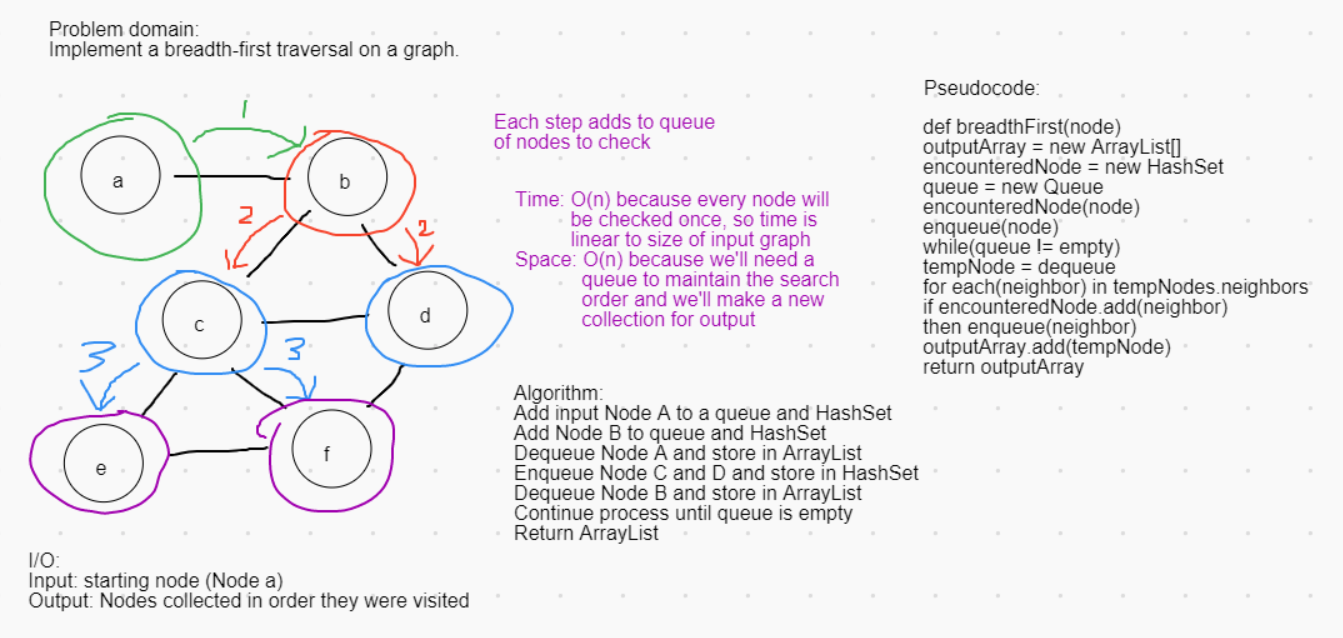 Problem domain:
Implement a breadth-first traversal on a graph.
1
a
b
2
2
c
d
3
3
e
f
I/O:
Input: starting node (Node a)
Output: Nodes collected in order they were visited
Each step adds to queue
of nodes to check
Time: O(n) because every node will
be checked once, so time is
linear to size of input graph
Space: O(n) because we'll need a
queue to maintain the search
order and we'll make a new
collection for output
Algorithm:
Add input Node A to a queue and HashSet
Add Node B to queue and HashSet
Dequeue Node A and store in ArrayList
Enqueue Node C and D and store in HashSet
Dequeue Node B and store in ArrayList
Continue process until queue is empty
Return ArrayList
Pseudocode:
def breadthFirst(node)
outputArray = new ArrayList[]
encounteredNode = new HashSet
queue = new Queue
encounteredNode(node)
enqueue(node)
while(queue != empty)
tempNode = dequeue
for each(neighbor) in tempNodes.neighbors
if encounteredNode.add(neighbor)
then enqueue(neighbor)
outputArray.add(tempNode)
return outputArray